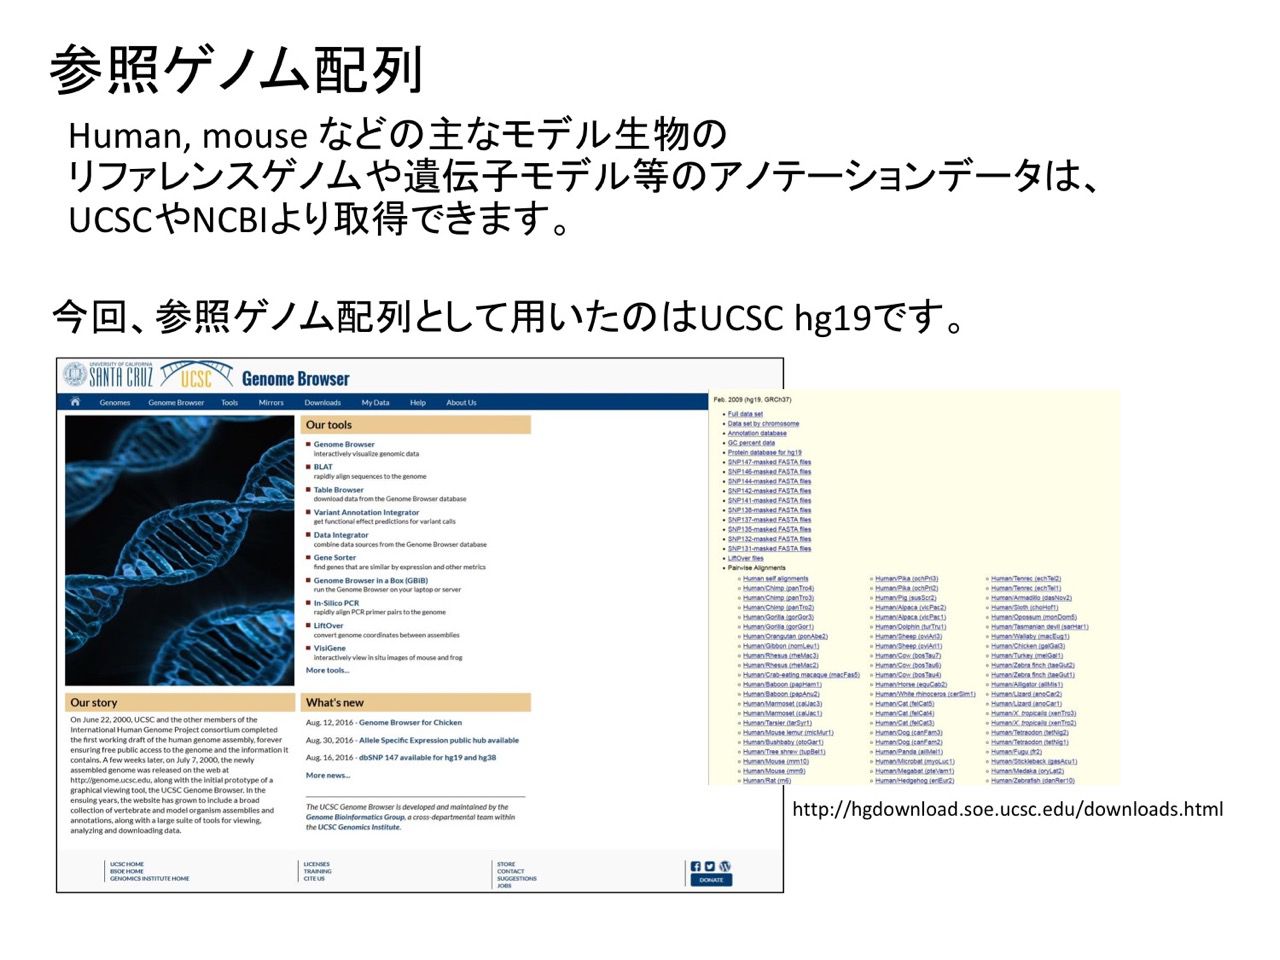 参照ゲノム配列
Human, mouse などの主なモデル生物の
リファレンスゲノムや遺伝子モデル等のアノテーションデータは、
UCSCやNCBIより取得できます。
今回、参照ゲノム配列として用いたのはUCSC hg19です。
UNIVERSITY OF CALIFORNIA
SANTA CRUZ
UCSC
Genome Browser
Genomes Genome Browser Tools Mirrors Downloads My Data Help About Us
Our tools
Genome Browser
interactively visualize genomic data
BLAT
rapidly align sequences to the genome
Table Browser
download data from the Genome Browser database
Variant Annotation Integrator
get functional effect predictions for variant calls
Data Integrator
combine data sources from the Genome Browser database
Gene Sorter
find genes that are similar by expression and other metrics
Genome Browser in a Box (GBiB)
run the Genome Browser on your laptop or server
In-Silico PCR
rapidly align PCR primer pairs to the genome
LiftOver
convert genome coordinates between assemblies
VisiGene
interactively view in situ images of mouse and frog
More tools...
Our story
On June 22, 2000, UCSC and the other members of the
International Human Genome Project consortium completed
the first working draft of the human genome assembly, forever
ensuring free public access to the genome and the information it
contains. A few weeks later, on July 7, 2000, the newly
assembled genome was released on the web at
http://genome.ucsc.edu, along with the initial prototype of a
graphical viewing tool, the UCSC Genome Browser. In the
ensuing years, the website has grown to include a broad
collection of vertebrate and model organism assemblies and
annotations, along with a large suite of tools for viewing,
analyzing and downloading data.
What's new
Aug. 12, 2016 - Genome Browser for Chicken
Aug. 30, 2016 - Allele Specific Expression public hub available
Aug. 16, 2016 - dbSNP 147 available for hg19 and hg38
More news...
The UCSC Genome Browser is developed and maintained by the
Genome Bioinformatics Group, a cross-departmental team within
the UCSC Genomics Institute.
UCSC HOME
BSOE HOME
GENOMICS INSTITUTE HOME
LICENSES
TRAINING
CITE US
STORE
CONTACT
SUGGESTIONS
JOBS
DONATE
Feb. 2009 (hg19, GRCh37)
Full data set
Data set by chromosome
Annotation database
GC percent data
Protein database for hg19
SNP147-masked FASTA files
SNP146-masked FASTA files
SNP144-masked FASTA files
SNP142-masked FASTA files
SNP141-masked FASTA files
SNP138-masked FASTA files
SNP137-masked FASTA files
SNP135-masked FASTA files
SNP132-masked FASTA files
SNP131-masked FASTA files
LiftOver files
Pairwise Alignments
Human self alignments
Human/Chimp (panTro4)
Human/Chimp (panTro3)
Human/Chimp (panTro2)
Human/Gorilla (gorGor3)
Human/Gorilla (gorGor1)
Human/Orangutan (ponAbe2)
Human/Gibbon (nomLeu1)
Human/Rhesus (rheMac3)
Human/Rhesus (rheMac2)
Human/Crab-eating macaque (macFas5)
Human/Baboon (papHam1)
Human/Baboon (papAnu2)
Human/Marmoset (calJac3)
Human/Marmoset (calJac1)
Human/Tarsier (tarSyr1)
Human/Mouse lemur (micMur1)
Human/Bushbaby (otoGar1)
Human/Tree shrew (tupBel1)
Human/Mouse (mm10)
Human/Mouse (mm9)
Human/Rat (rn6)
Human/Pika (ochPri3)
Human/Pika (ochPri2)
Human/Pig (susScr2)
Human/Alpaca (vicPac2)
Human/Alpaca (vicPac1)
Human/Dolphin (turTru1)
Human/Sheep (oviAri3)
Human/Sheep (oviAri1)
Human/Cow (bosTau7)
Human/Cow (bosTau6)
Human/Cow (bosTau4)
Human/Horse (equCab2)
Human/White rhinoceros (cerSim1)
Human/Cat (felCat5)
Human/Cat (felCat4)
Human/Cat (felCat3)
Human/Dog (canFam3)
Human/Dog (canFam2)
Human/Panda (ailMel1)
Human/Microbat (myoLuc1)
Human/Megabat (pteVam1)
Human/Hedgehog (eriEur2)
Human/Tenrec (echTel2)
Human/Tenrec (echTel1)
Human/Armadillo (dasNov2)
Human/Sloth (choHof1)
Human/Opossum (monDom5)
Human/Tasmanian devil (sarHar1)
Human/Wallaby (macEug1)
Human/Chicken (galGal3)
Human/Turkey (melGal1)
Human/Zebra finch (taeGut2)
Human/Zebra finch (taeGut1)
Human/Alligator (allMis1)
Human/Lizard (anoCar2)
Human/Lizard (anoCar1)
Human/X. tropicalis (xenTro3)
Human/X. tropicalis (xenTro2)
Human/Tetraodon (tetNig2)
Human/Tetraodon (tetNig1)
Human/Fugu (fr2)
Human/Stickleback (gasAcu1)
Human/Medaka (oryLat2)
Human/Zebrafish (danRer10)
http://hgdownload.soe.ucsc.edu/downloads.html